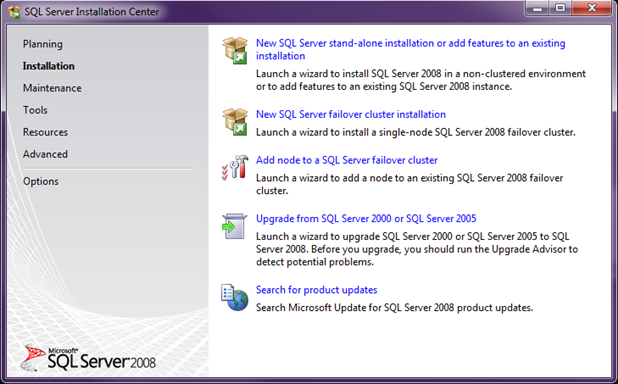 SQL Server Installation Center
Planning
Installation
Maintenance
Tools
Resources
Advanced
Options
New SQL Server stand-alone installation or add features to an existing
installation
Launch a wizard to install SQL Server 2008 in a non-clustered environment
or to add features to an existing SQL Server 2008 instance.
New SQL Server failover cluster installation
Launch a wizard to install a single-node SQL Server 2008 failover cluster.
Add node to a SQL Server failover cluster
Launch a wizard to add a node to an existing SQL Server 2008 failover
cluster.
Upgrade from SQL Server 2000 or SQL Server 2005
Launch a wizard to upgrade SQL Server 2000 or SQL Server 2005 to SQL
Server 2008. Before you upgrade, you should run the Upgrade Advisor to
detect potential problems.
Search for product updates
Search Microsoft Update for SQL Server 2008 product updates.
Microsoft®
SQL Server®2008